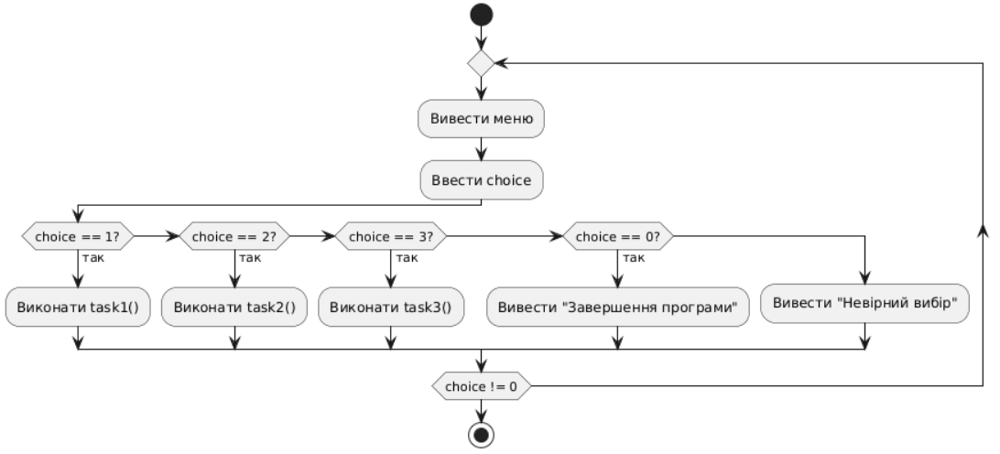 Вивести меню
Ввести choice
choice == 1?
choice == 2?
choice == 3?
choice == 0?
так
так
так
так
Виконати task1()
Виконати task2()
Виконати task3()
Вивести "Завершення програми"
Вивести "Невірний вибір"
choice != 0